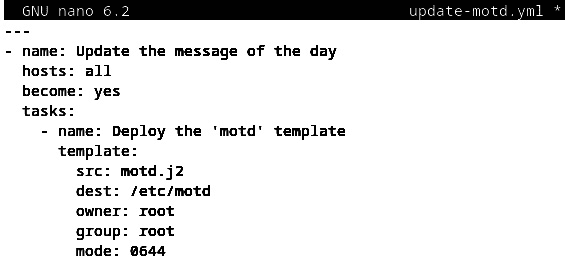 GNU nano 6.2 update-motd.yml *
---
- name: Update the message of the day
  hosts: all
  become: yes
  tasks:
    - name: Deploy the 'motd' template
      template:
        src: motd.j2
        dest: /etc/motd
        owner: root
        group: root
        mode: 0644